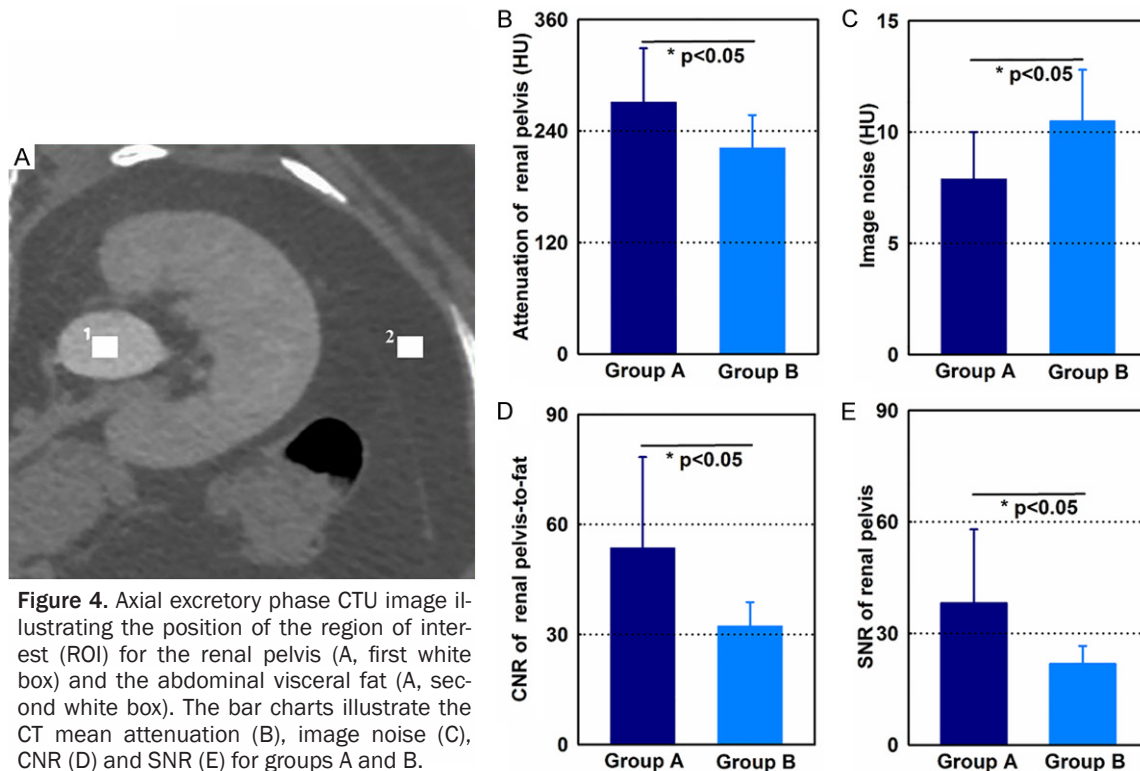 A
1
2
Figure 4. Axial excretory phase CTU image il-
lustrating the position of the region of inter-
est (ROI) for the renal pelvis (A, first white
box) and the abdominal visceral fat (A, sec-
ond white box). The bar charts illustrate the
CT mean attenuation (B), image noise (C),
CNR (D) and SNR (E) for groups A and B.
B
Attenuation of renal pelvis (HU)
360
240
120
0
* p<0.05
Group A Group B
C
Image noise (HU)
15
10
5
0
* p<0.05
Group A Group B
D
CNR of renal pelvis-to-fat
90
60
30
0
* p<0.05
Group A Group B
E
SNR of renal pelvis
90
60
30
0
* p<0.05
Group A Group B